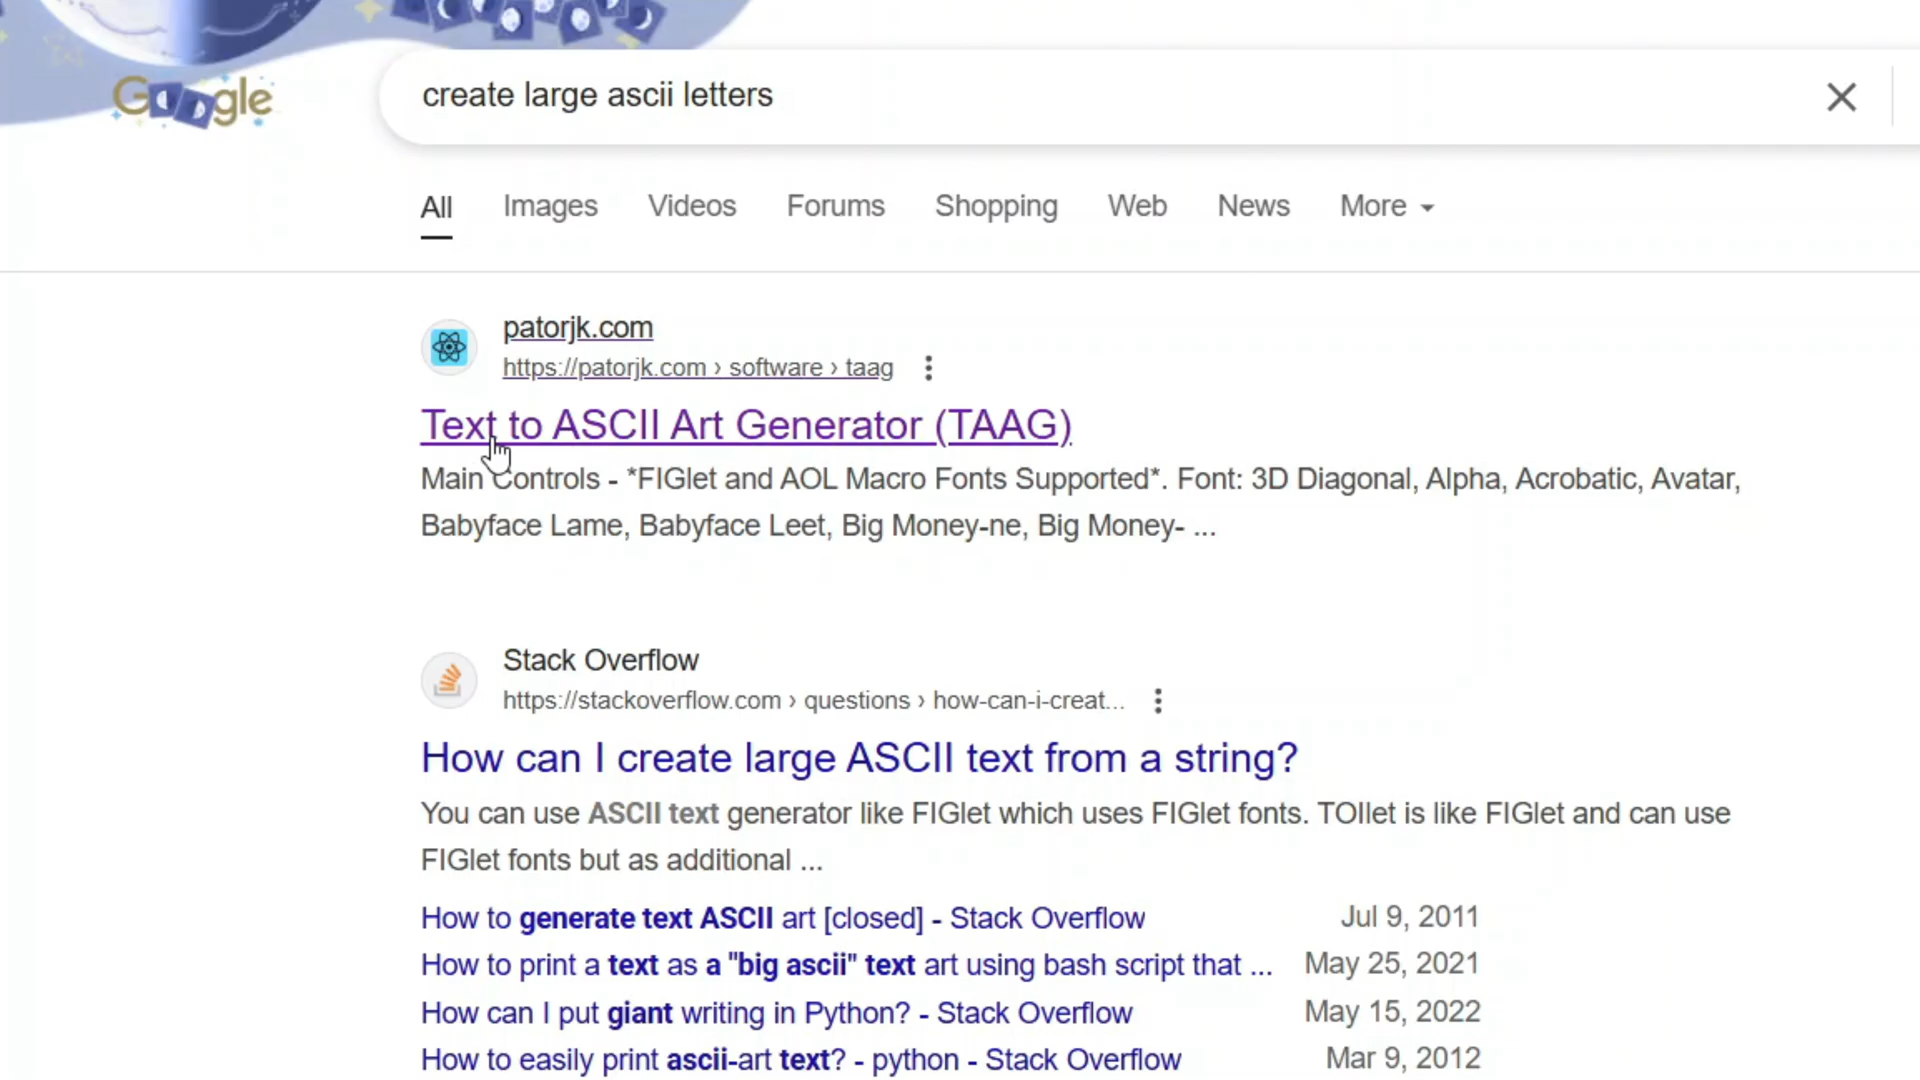 Google
create large ascii letters
All Images Videos Forums Shopping Web News More
patorjk.com
https://patorjk.com › software › taag
Text to ASCII Art Generator (TAAG)
Main Controls - *FIGlet and AOL Macro Fonts Supported*. Font: 3D Diagonal, Alpha, Acrobatic, Avatar,
Babyface Lame, Babyface Leet, Big Money-ne, Big Money- ...
Stack Overflow
https://stackoverflow.com › questions › how-can-i-creat...
How can I create large ASCII text from a string?
You can use ASCII text generator like FIGlet which uses FIGlet fonts. TOIlet is like FIGlet and can use
FIGlet fonts but as additional ...
How to generate text ASCII art [closed] - Stack Overflow Jul 9, 2011
How to print a text as a "big ascii" text art using bash script that ... May 25, 2021
How can I put giant writing in Python? - Stack Overflow May 15, 2022
How to easily print ascii-art text? - python - Stack Overflow Mar 9, 2012